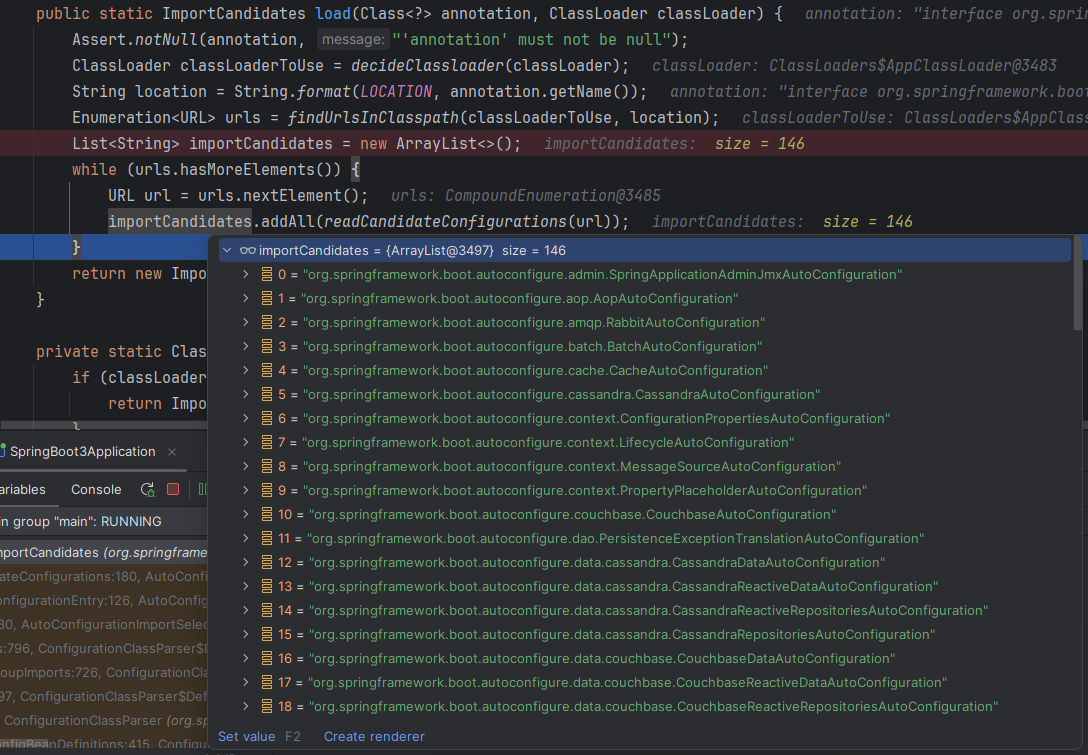 public static ImportCandidates load(Class<?> annotation, ClassLoader classLoader) {   annotation: "interface org.sprin
Assert.notNull(annotation, message: "'annotation' must not be null");
ClassLoader classLoaderToUse = decideClassloader(classLoader);   classLoader: ClassLoaders$AppClassLoader@3483
String location = String.format(LOCATION, annotation.getName());   annotation: "interface org.springframework.boot
Enumeration<URL> urls = findUrlsInClasspath(classLoaderToUse, location);   classLoaderToUse: ClassLoaders$AppClass
List<String> importCandidates = new ArrayList<>();   importCandidates:  size = 146
while (urls.hasMoreElements()) {
URL url = urls.nextElement();   urls: CompoundEnumeration@3485
importCandidates.addAll(readCandidateConfigurations(url));   importCandidates:  size = 146
}
return new Impo
}
private static Clas
if (classLoader
return Impo
}
importCandidates = {ArrayList@3497}  size = 146
0 = "org.springframework.boot.autoconfigure.admin.SpringApplicationAdminJmxAutoConfiguration"
1 = "org.springframework.boot.autoconfigure.aop.AopAutoConfiguration"
2 = "org.springframework.boot.autoconfigure.amqp.RabbitAutoConfiguration"
3 = "org.springframework.boot.autoconfigure.batch.BatchAutoConfiguration"
4 = "org.springframework.boot.autoconfigure.cache.CacheAutoConfiguration"
5 = "org.springframework.boot.autoconfigure.cassandra.CassandraAutoConfiguration"
6 = "org.springframework.boot.autoconfigure.context.ConfigurationPropertiesAutoConfiguration"
7 = "org.springframework.boot.autoconfigure.context.LifecycleAutoConfiguration"
8 = "org.springframework.boot.autoconfigure.context.MessageSourceAutoConfiguration"
9 = "org.springframework.boot.autoconfigure.context.PropertyPlaceholderAutoConfiguration"
10 = "org.springframework.boot.autoconfigure.couchbase.CouchbaseAutoConfiguration"
11 = "org.springframework.boot.autoconfigure.dao.PersistenceExceptionTranslationAutoConfiguration"
12 = "org.springframework.boot.autoconfigure.data.cassandra.CassandraDataAutoConfiguration"
13 = "org.springframework.boot.autoconfigure.data.cassandra.CassandraReactiveDataAutoConfiguration"
14 = "org.springframework.boot.autoconfigure.data.cassandra.CassandraReactiveRepositoriesAutoConfiguration"
15 = "org.springframework.boot.autoconfigure.data.cassandra.CassandraRepositoriesAutoConfiguration"
16 = "org.springframework.boot.autoconfigure.data.couchbase.CouchbaseDataAutoConfiguration"
17 = "org.springframework.boot.autoconfigure.data.couchbase.CouchbaseReactiveDataAutoConfiguration"
18 = "org.springframework.boot.autoconfigure.data.couchbase.CouchbaseReactiveRepositoriesAutoConfiguration"
Set value F2 Create renderer
SpringBoot3Application
ariables Console
in group "main": RUNNING
mportCandidates (org.springframe
ateConfigurations:180, AutoConfi
onfigurationEntry:126, AutoConfig
30, AutoConfigurationImportSelec
s:796, ConfigurationClassParser$D
oupImports:726, ConfigurationCla
97, ConfigurationClassParser$Def
, ConfigurationClassParser (org.sp
onfigBeanDefinitions:415, Configu